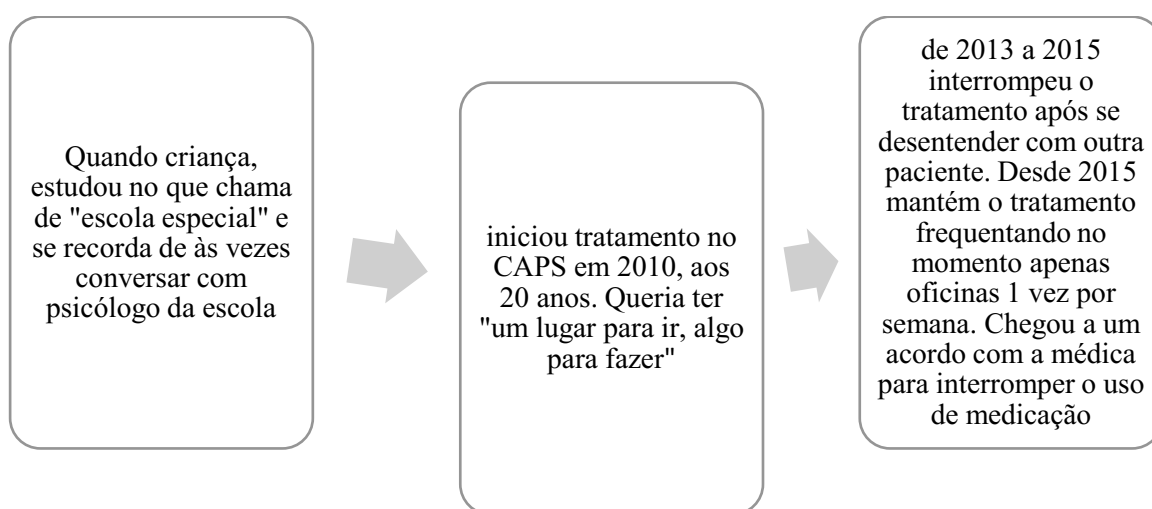 Quando criança,
estudou no que chama
de "escola especial" e
se recorda de às vezes
conversar com
psicólogo da escola
iniciou tratamento no
CAPS em 2010, aos
20 anos. Queria ter
"um lugar para ir, algo
para fazer"
de 2013 a 2015
interrompeu o
tratamento após se
desentender com outra
paciente. Desde 2015
mantém o tratamento
frequentando no
momento apenas
oficinas 1 vez por
semana. Chegou a um
acordo com a médica
para interromper o uso
de medicação